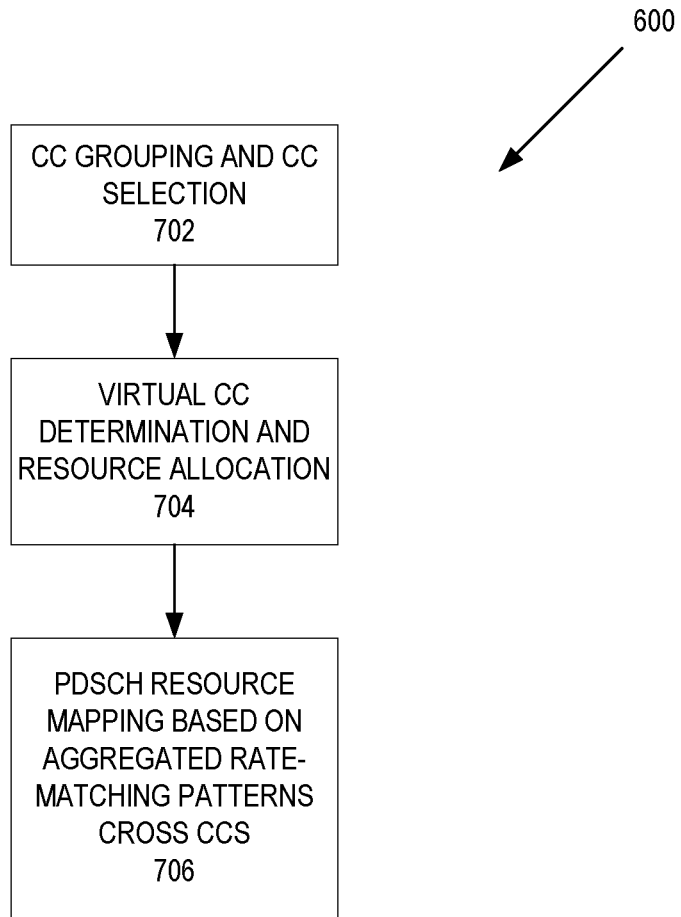 600
CC GROUPING AND CC
SELECTION
702
VIRTUAL CC
DETERMINATION AND
RESOURCE ALLOCATION
704
PDSCH RESOURCE
MAPPING BASED ON
AGGREGATED RATE-
MATCHING PATTERNS
CROSS CCS
706